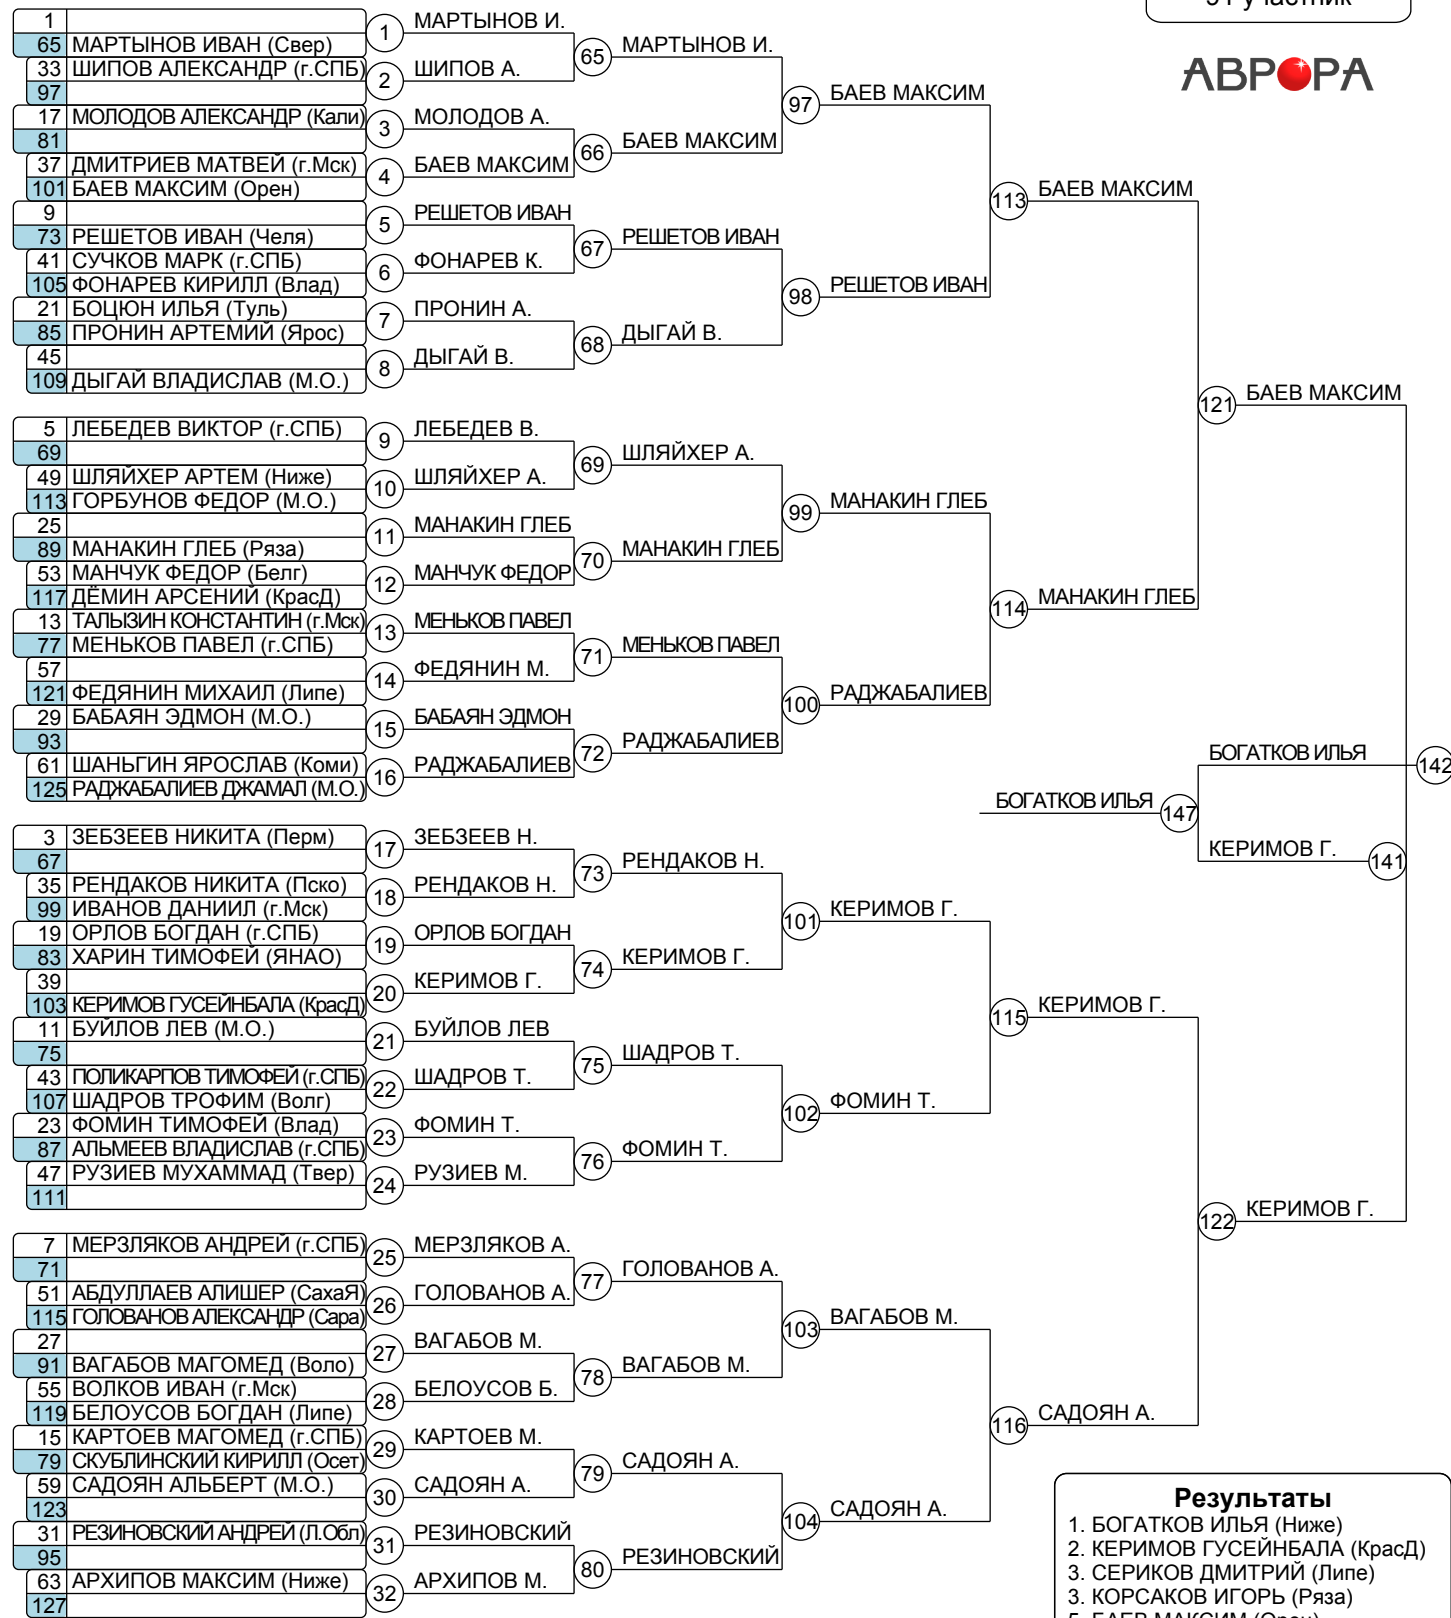 91 участник
АВРОРА
1
65 МАРТЫНОВ ИВАН (Свер)
33 ШИПОВ АЛЕКСАНДР (г.СПБ)
97
17 МОЛОДОВ АЛЕКСАНДР (Кали)
81
37 ДМИТРИЕВ МАТВЕЙ (г.Мск)
101 БАЕВ МАКСИМ (Орен)
9
73 РЕШЕТОВ ИВАН (Челя)
41 СУЧКОВ МАРК (г.СПБ)
105 ФОНАРЕВ КИРИЛЛ (Влад)
21 БОЦЮН ИЛЬЯ (Туль)
85 ПРОНИН АРТЕМИЙ (Ярос)
45
109 ДЫГАЙ ВЛАДИСЛАВ (М.О.)
5 ЛЕБЕДЕВ ВИКТОР (г.СПБ)
69
49 ШЛЯЙХЕР АРТЕМ (Ниже)
113 ГОРБУНОВ ФЕДОР (М.О.)
25
89 МАНАКИН ГЛЕБ (Ряза)
53 МАНЧУК ФЕДОР (Белг)
117 ДЁМИН АРСЕНИЙ (КрасД)
13 ТАЛЫЗИН КОНСТАНТИН (г.Мск)
77 МЕНЬКОВ ПАВЕЛ (г.СПБ)
57
121 ФЕДЯНИН МИХАИЛ (Липе)
29 БАБАЯН ЭДМОН (М.О.)
93
61 ШАНЬГИН ЯРОСЛАВ (Коми)
125 РАДЖАБАЛИЕВ ДЖАМАЛ (М.О.)
3 ЗЕБЗЕЕВ НИКИТА (Перм)
67
35 РЕНДАКОВ НИКИТА (Пско)
99 ИВАНОВ ДАНИИЛ (г.Мск)
19 ОРЛОВ БОГДАН (г.СПБ)
83 ХАРИН ТИМОФЕЙ (ЯНАО)
39
103 КЕРИМОВ ГУСЕЙНБАЛА (КрасД)
11 БУЙЛОВ ЛЕВ (М.О.)
75
43 ПОЛИКАРПОВ ТИМОФЕЙ (г.СПБ)
107 ШАДРОВ ТРОФИМ (Волг)
23 ФОМИН ТИМОФЕЙ (Влад)
87 АЛЬМЕЕВ ВЛАДИСЛАВ (г.СПБ)
47 РУЗИЕВ МУХАММАД (Твер)
111
7 МЕРЗЛЯКОВ АНДРЕЙ (г.СПБ)
71
51 АБДУЛЛАЕВ АЛИШЕР (СахаЯ)
115 ГОЛОВАНОВ АЛЕКСАНДР (Сара)
27
91 ВАГАБОВ МАГОМЕД (Воло)
55 ВОЛКОВ ИВАН (г.Мск)
119 БЕЛОУСОВ БОГДАН (Липе)
15 КАРТОЕВ МАГОМЕД (г.СПБ)
79 СКУБЛИНСКИЙ КИРИЛЛ (Осет)
59 САДОЯН АЛЬБЕРТ (М.О.)
123
31 РЕЗИНОВСКИЙ АНДРЕЙ (Л.Обл)
95
63 АРХИПОВ МАКСИМ (Ниже)
127
1 МАРТЫНОВ И.
2 ШИПОВ А.
3 МОЛОДОВ А.
4 БАЕВ МАКСИМ
5 РЕШЕТОВ ИВАН
6 ФОНАРЕВ К.
7 ПРОНИН А.
8 ДЫГАЙ В.
9 ЛЕБЕДЕВ В.
10 ШЛЯЙХЕР А.
11 МАНАКИН ГЛЕБ
12 МАНЧУК ФЕДОР
13 МЕНЬКОВ ПАВЕЛ
14 ФЕДЯНИН М.
15 БАБАЯН ЭДМОН
16 РАДЖАБАЛИЕВ
17 ЗЕБЗЕЕВ Н.
18 РЕНДАКОВ Н.
19 ОРЛОВ БОГДАН
20 КЕРИМОВ Г.
21 БУЙЛОВ ЛЕВ
22 ШАДРОВ Т.
23 ФОМИН Т.
24 РУЗИЕВ М.
25 МЕРЗЛЯКОВ А.
26 ГОЛОВАНОВ А.
27 ВАГАБОВ М.
28 БЕЛОУСОВ Б.
29 КАРТОЕВ М.
30 САДОЯН А.
31 РЕЗИНОВСКИЙ
32 АРХИПОВ М.
65 МАРТЫНОВ И.
66 БАЕВ МАКСИМ
67 РЕШЕТОВ ИВАН
68 ДЫГАЙ В.
69 ШЛЯЙХЕР А.
70 МАНАКИН ГЛЕБ
71 МЕНЬКОВ ПАВЕЛ
72 РАДЖАБАЛИЕВ
73 РЕНДАКОВ Н.
74 КЕРИМОВ Г.
75 ШАДРОВ Т.
76 ФОМИН Т.
77 ГОЛОВАНОВ А.
78 ВАГАБОВ М.
79 САДОЯН А.
80 РЕЗИНОВСКИЙ
97 БАЕВ МАКСИМ
98 РЕШЕТОВ ИВАН
99 МАНАКИН ГЛЕБ
100 РАДЖАБАЛИЕВ
101 КЕРИМОВ Г.
102 ФОМИН Т.
103 ВАГАБОВ М.
104 САДОЯН А.
113 БАЕВ МАКСИМ
114 МАНАКИН ГЛЕБ
115 КЕРИМОВ Г.
116 САДОЯН А.
121 БАЕВ МАКСИМ
122 КЕРИМОВ Г.
БОГАТКОВ ИЛЬЯ 142
БОГАТКОВ ИЛЬЯ 147
КЕРИМОВ Г. 141
Результаты
1. БОГАТКОВ ИЛЬЯ (Ниже)
2. КЕРИМОВ ГУСЕЙНБАЛА (КрасД)
3. СЕРИКОВ ДМИТРИЙ (Липе)
3. КОРСАКОВ ИГОРЬ (Ряза)
5. БАЕВ МАКСИМ (Орен)